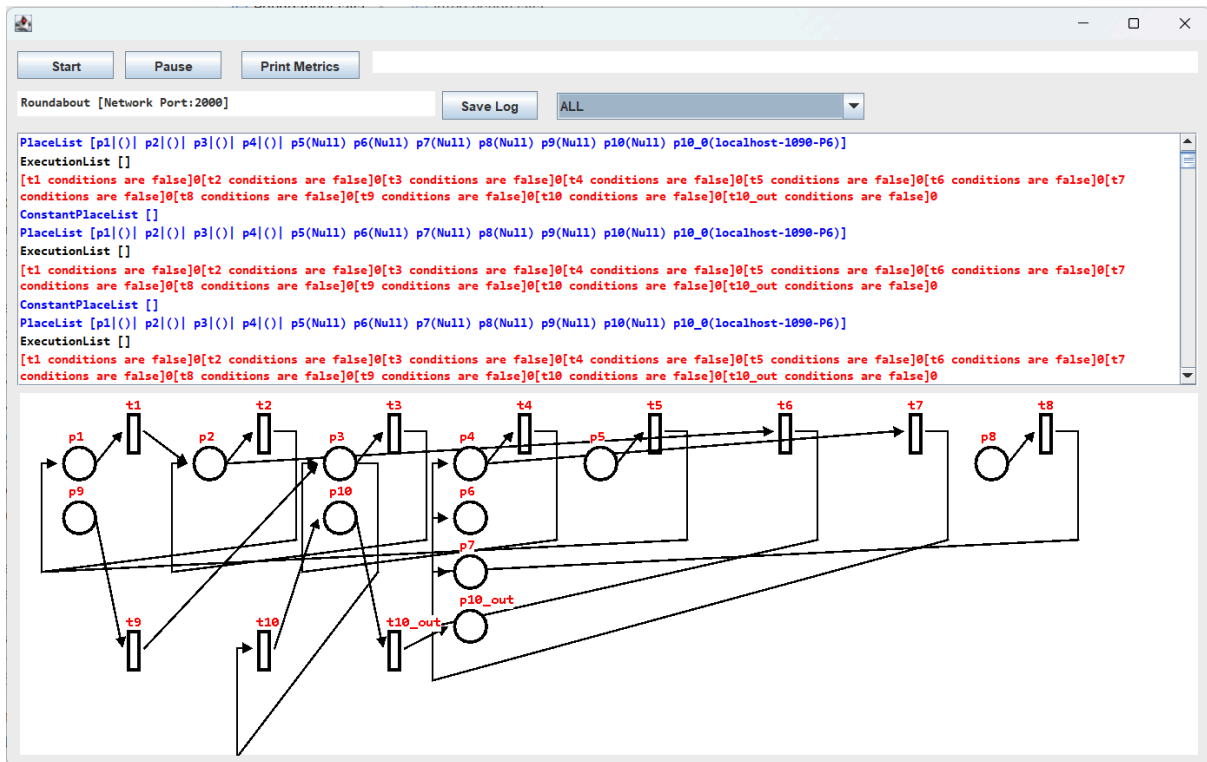 Start Pause Print Metrics
Roundabout [Network Port:2000] Save Log ALL
PlaceList [p1|()| p2|()| p3|()| p4|()| p5(Null) p6(Null) p7(Null) p8(Null) p9(Null) p10(Null) p10_0(localhost-1090-P6)]
ExecutionList []
[t1 conditions are false]0[t2 conditions are false]0[t3 conditions are false]0[t4 conditions are false]0[t5 conditions are false]0[t6 conditions are false]0[t7
conditions are false]0[t8 conditions are false]0[t9 conditions are false]0[t10 conditions are false]0[t10_out conditions are false]0
ConstantPlaceList []
PlaceList [p1|()| p2|()| p3|()| p4|()| p5(Null) p6(Null) p7(Null) p8(Null) p9(Null) p10(Null) p10_0(localhost-1090-P6)]
ExecutionList []
[t1 conditions are false]0[t2 conditions are false]0[t3 conditions are false]0[t4 conditions are false]0[t5 conditions are false]0[t6 conditions are false]0[t7
conditions are false]0[t8 conditions are false]0[t9 conditions are false]0[t10 conditions are false]0[t10_out conditions are false]0
ConstantPlaceList []
PlaceList [p1|()| p2|()| p3|()| p4|()| p5(Null) p6(Null) p7(Null) p8(Null) p9(Null) p10(Null) p10_0(localhost-1090-P6)]
ExecutionList []
[t1 conditions are false]0[t2 conditions are false]0[t3 conditions are false]0[t4 conditions are false]0[t5 conditions are false]0[t6 conditions are false]0[t7
conditions are false]0[t8 conditions are false]0[t9 conditions are false]0[t10 conditions are false]0[t10_out conditions are false]0
t1 t2 t3 t4 t5 t6 t7 t8
p1 p2 p3 p4 p5 p8
p9 p10 p6
p7
p10_out
t9 t10 t10_out